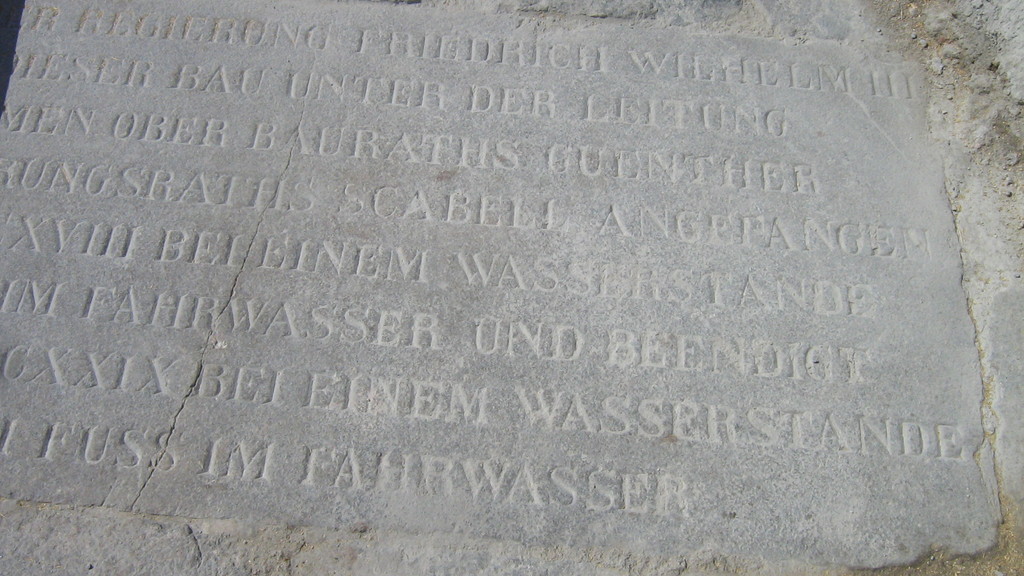 R REGIERUNG FRIEDRICH WILHELM III
DIESER BAU UNTER DER LEITUNG
MEN OBER BAURATHS GUENTHER
RUNGSRATHS SCABELL ANGEFANGEN
XVIII BEI EINEM WASSERSTANDE
IM FAHRWASSER UND BEENDIGT
CXXIX BEI EINEM WASSERSTANDE
I FUSS IM FAHRWASSER